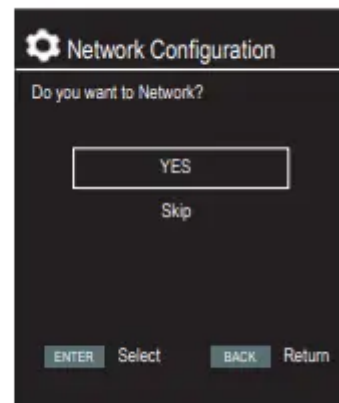 Network Configuration
Do you want to Network?
YES
Skip
ENTER Select BACK Return